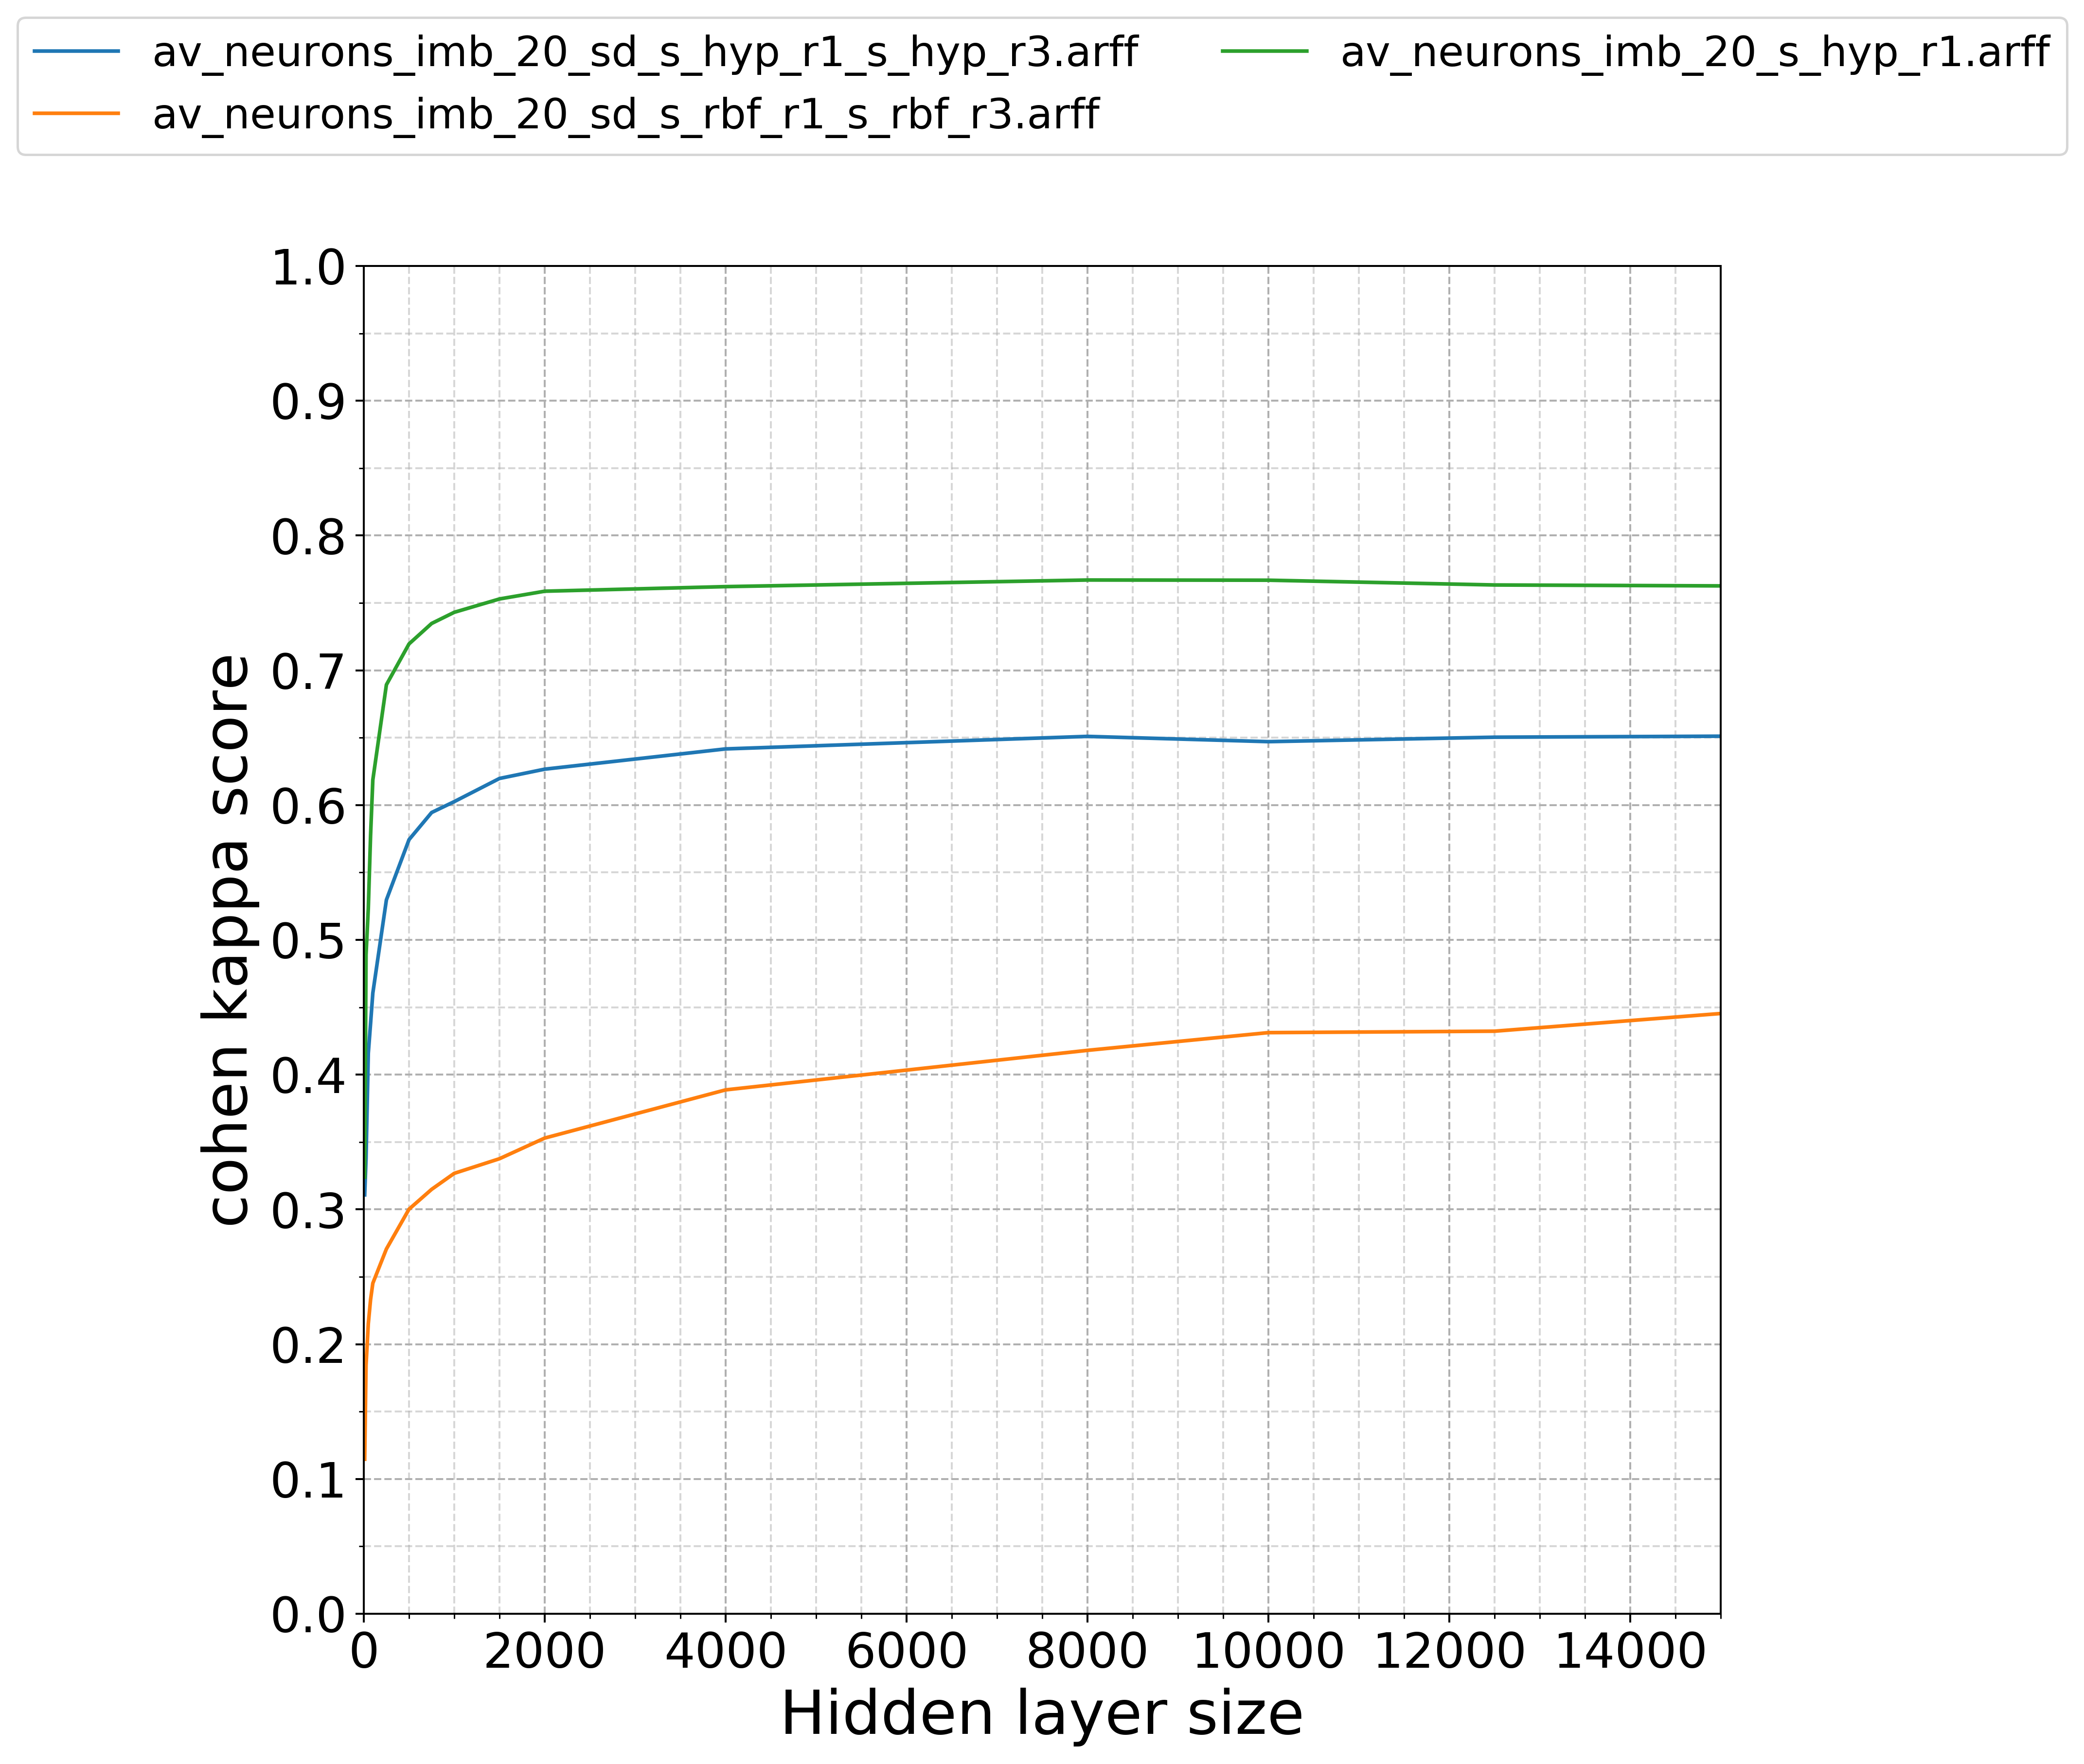 av_neurons_imb_20_sd_s_hyp_r1_s_hyp_r3.arff
av_neurons_imb_20_sd_s_rbf_r1_s_rbf_r3.arff
av_neurons_imb_20_s_hyp_r1.arff
cohen kappa score
1.0
0.9
0.8
0.7
0.6
0.5
0.4
0.3
0.2
0.1
0.0
0 2000 4000 6000 8000 10000 12000 14000
Hidden layer size